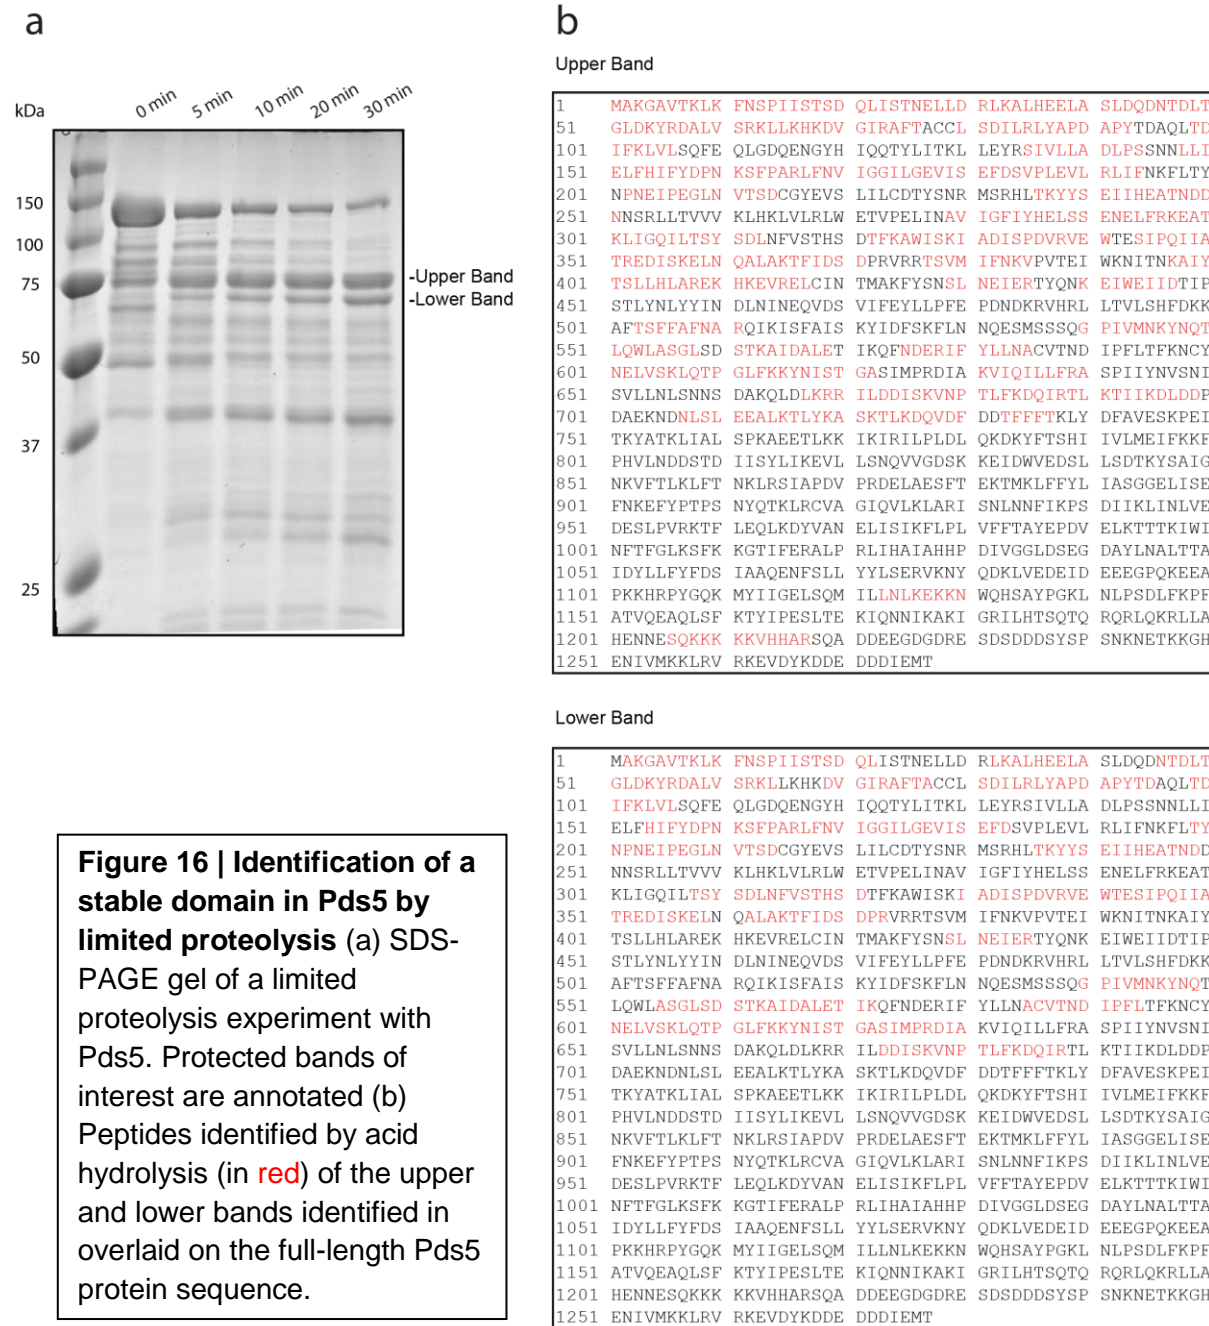 a
b
kDa
0 min
5 min
10 min
20 min
30 min
150
100
75
50
37
25
-Upper Band
-Lower Band
Upper Band
1 MAKGAVTKLK FNSPIISTSD QLISTNELLD RLKALHEELA SLDQDNTDLT
51 GLDKYRDALV SRKLLKHKDV GIRAFTACCL SDILRLYAPD APYTDAQLTD
101 IFKLVLSQFE QLGDQENGYH IQQTYLITKL LEYRSIVLLA DLPSSNNLLI
151 ELFHIFYDPN KSFPARLFNV IGGILGEVIS EFDSVPLEVL RLIFNKFLTY
201 NPNEIPEGLN VTSDCGYEVS LILCDTYSNR MSRHLTKYYS EIIHEATNDD
251 NNSRLLTVVV KLHKLVLRLW ETVPELINAV IGFIYHELSS ENELFRKEAT
301 KLIGQILTSY SDLNFVSTHS DTFKAWISKI ADISPDVRVE WTESIPQIIA
351 TREDISKELN QALAKTFIDS DPRVRRTSVM IFNKVPVTEI WKNITNKAIY
401 TSLLHLAREK HKEVRELCIN TMAKFYSNSL NEIERTYQNK EIWEIIDTIP
451 STLYNLYYIN DLNINEQVDS VIFEYLLPFE PDNDKRVHRL LTVLSHFDKK
501 AFTSFFAFNA RQIKISFAIS KYIDFSKFLN NQESMSSSQG PIVMNKYNQT
551 LQWLASGLSD STKAIDALET IKQFNDERIF YLLNACVTND IPFLTFKNCY
601 NELVSKLQTP GLFKKYNIST GASIMPRDIA KVIQILLFRA SPIIYNVSNI
651 SVLLNLSNNS DAKQLDLKRR ILDDISKVNP TLFKDQIRTL KTIIKDLDDP
701 DAEKNDNLSL EEALKTLYKA SKTLKDQVDF DDTFFFTKLY DFAVESKPEI
751 TKYATKLIAL SPKAEETLKK IKIRILPLDL QKDKYFTSHI IVLMEIFKKF
801 PHVLNDDSTD IISYLIKEVL LSNQVVGDSK KEIDWVEDSL LSDTKYSAIG
851 NKVFTLKLFT NKLRSIAPDV PRDELAESFT EKTMKLFFYL IASGGELISE
901 FNKEFYPTPS NYQTKLRCVA GIQVLKLARI SNLNNFIKPS DIIKLINLVE
951 DESLPVRKTF LEQLKDYVAN ELISIKFLPL VFFTAYEPDV ELKTTTKIWI
1001 NFTFGLKSFK KGTIFERALP RLIHAIAHHP DIVGGLDSEG DAYLNALTTA
1051 IDYLLFYFDS IAAQENFSLL YYLSERVKNY QDKLVEDEID EEEGPQKEEA
1101 PKKHRPYGQK MYIIGELSQM ILLNLKEKKN WQHSAYPGKL NLPSDLFKPF
1151 ATVQEAQLSF KTYIPESLTE KIQNNIKAKI GRILHTSQTQ RQRLQKRLLA
1201 HENNESQKKK KKVHHARSQA DDEEGDGDRE SDSDDDSYSP SNKNETKKGH
1251 ENIVMKKLRV RKEVDYKDDE DDDIEMT
Lower Band
1 MAKGAVTKLK FNSPIISTSD QLISTNELLD RLKALHEELA SLDQDNTDLT
51 GLDKYRDALV SRKLLKHKDV GIRAFTACCL SDILRLYAPD APYTDAQLTD
101 IFKLVLSQFE QLGDQENGYH IQQTYLITKL LEYRSIVLLA DLPSSNNLLI
151 ELFHIFYDPN KSFPARLFNV IGGILGEVIS EFDSVPLEVL RLIFNKFLTY
201 NPNEIPEGLN VTSDCGYEVS LILCDTYSNR MSRHLTKYYS EIIHEATNDD
251 NNSRLLTVVV KLHKLVLRLW ETVPELINAV IGFIYHELSS ENELFRKEAT
301 KLIGQILTSY SDLNFVSTHS DTFKAWISKI ADISPDVRVE WTESIPQIIA
351 TREDISKELN QALAKTFIDS DPRVRRTSVM IFNKVPVTEI WKNITNKAIY
401 TSLLHLAREK HKEVRELCIN TMAKFYSNSL NEIERTYQNK EIWEIIDTIP
451 STLYNLYYIN DLNINEQVDS VIFEYLLPFE PDNDKRVHRL LTVLSHFDKK
501 AFTSFFAFNA RQIKISFAIS KYIDFSKFLN NQESMSSSQG PIVMNKYNQT
551 LQWLASGLSD STKAIDALET IKQFNDERIF YLLNACVTND IPFLTFKNCY
601 NELVSKLQTP GLFKKYNIST GASIMPRDIA KVIQILLFRA SPIIYNVSNI
651 SVLLNLSNNS DAKQLDLKRR ILDDISKVNP TLFKDQIRTL KTIIKDLDDP
701 DAEKNDNLSL EEALKTLYKA SKTLKDQVDF DDTFFFTKLY DFAVESKPEI
751 TKYATKLIAL SPKAEETLKK IKIRILPLDL QKDKYFTSHI IVLMEIFKKF
801 PHVLNDDSTD IISYLIKEVL LSNQVVGDSK KEIDWVEDSL LSDTKYSAIG
851 NKVFTLKLFT NKLRSIAPDV PRDELAESFT EKTMKLFFYL IASGGELISE
901 FNKEFYPTPS NYQTKLRCVA GIQVLKLARI SNLNNFIKPS DIIKLINLVE
951 DESLPVRKTF LEQLKDYVAN ELISIKFLPL VFFTAYEPDV ELKTTTKIWI
1001 NFTFGLKSFK KGTIFERALP RLIHAIAHHP DIVGGLDSEG DAYLNALTTA
1051 IDYLLFYFDS IAAQENFSLL YYLSERVKNY QDKLVEDEID EEEGPQKEEA
1101 PKKHRPYGQK MYIIGELSQM ILLNLKEKKN WQHSAYPGKL NLPSDLFKPF
1151 ATVQEAQLSF KTYIPESLTE KIQNNIKAKI GRILHTSQTQ RQRLQKRLLA
1201 HENNESQKKK KKVHHARSQA DDEEGDGDRE SDSDDDSYSP SNKNETKKGH
1251 ENIVMKKLRV RKEVDYKDDE DDDIEMT
Figure 16 | Identification of a
stable domain in Pds5 by
limited proteolysis (a) SDS-
PAGE gel of a limited
proteolysis experiment with
Pds5. Protected bands of
interest are annotated (b)
Peptides identified by acid
hydrolysis (in red) of the upper
and lower bands identified in
overlaid on the full-length Pds5
protein sequence.